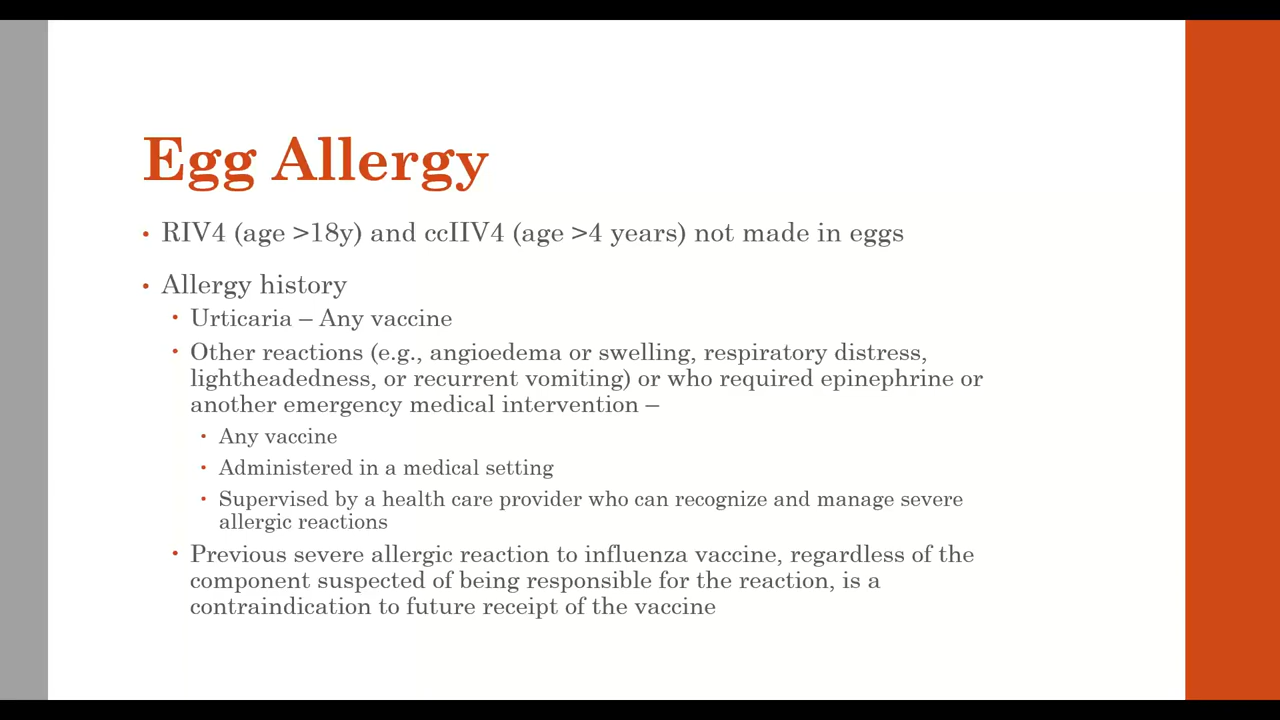 Egg Allergy
• RIV4 (age >18y) and ccIIV4 (age >4 years) not made in eggs
• Allergy history
• Urticaria – Any vaccine
• Other reactions (e.g., angioedema or swelling, respiratory distress,
lightheadedness, or recurrent vomiting) or who required epinephrine or
another emergency medical intervention –
• Any vaccine
• Administered in a medical setting
• Supervised by a health care provider who can recognize and manage severe
allergic reactions
• Previous severe allergic reaction to influenza vaccine, regardless of the
component suspected of being responsible for the reaction, is a
contraindication to future receipt of the vaccine